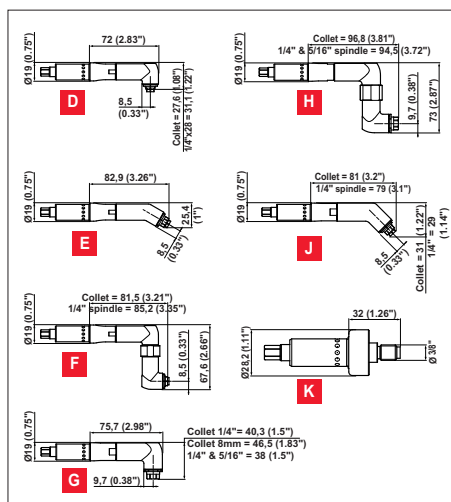 72 (2.83")
Ø19 (0.75")
8,5
(0.33")
Collet = 27,6 (1.08")
1/4"x28 = 31,1 (1.22")
D
Collet = 96,8 (3.81")
1/4" & 5/16" spindle = 94,5 (3.72")
Ø19 (0.75")
9,7 (0.38")
73 (2.87")
H
82,9 (3.26")
Ø19 (0.75")
25,4
(1")
8,5
(0.33")
E
Collet = 81 (3.2")
1/4" spindle = 79 (3.1")
Ø19 (0.75")
8,5
(0.33")
Collet = 31 (1.22")
1/4" = 29
(1.14")
J
Collet = 81,5 (3.21")
1/4" spindle = 85,2 (3.35")
Ø19 (0.75")
8,5 (0.33")
67,6 (2.66")
F
32 (1.26")
Ø28,2 (1.11")
Ø 3/8"
K
75,7 (2.98")
Ø19 (0.75")
9,7 (0.38")
Collet 1/4"= 40,3 (1.5")
Collet 8mm = 46,5 (1.83")
1/4" & 5/16" = 38 (1.5")
G